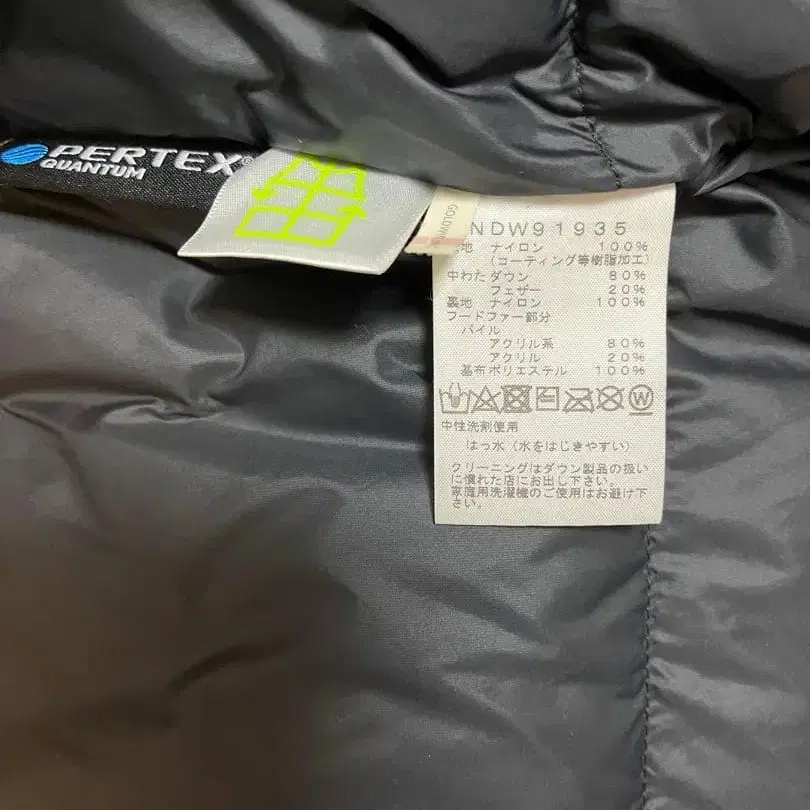 PERTEX®
QUANTUM
GOLDW
NDW91935
地 ナイロン 100%
(コーティング等樹脂加工)
中わた ダウン 80%
フェザー 20%
裏地 ナイロン 100%
フードファー部分
パイル
アクリル系 80%
アクリル 20%
基布ポリエステル 100%
W
中性洗剤使用
はっ水(水をはじきやすい)
クリーニングはダウン製品の扱い
に慣れた店にお出し下さい。
家庭用洗濯機のご使用はお避け下
さい。